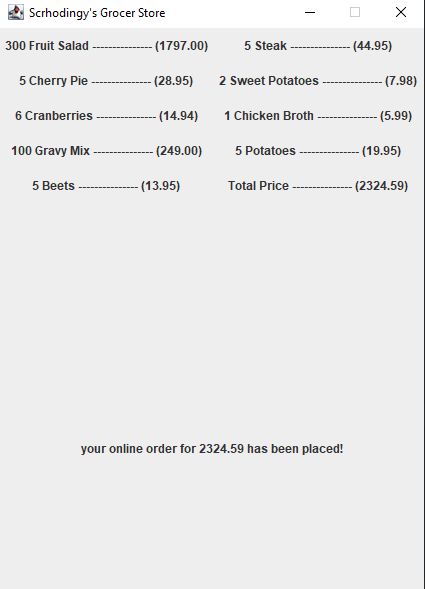 Scrhodingy's Grocer Store
300 Fruit Salad --------------- (1797.00) 5 Steak --------------- (44.95)
5 Cherry Pie --------------- (28.95) 2 Sweet Potatoes --------------- (7.98)
6 Cranberries --------------- (14.94) 1 Chicken Broth --------------- (5.99)
100 Gravy Mix --------------- (249.00) 5 Potatoes --------------- (19.95)
5 Beets --------------- (13.95) Total Price --------------- (2324.59)
your online order for 2324.59 has been placed!